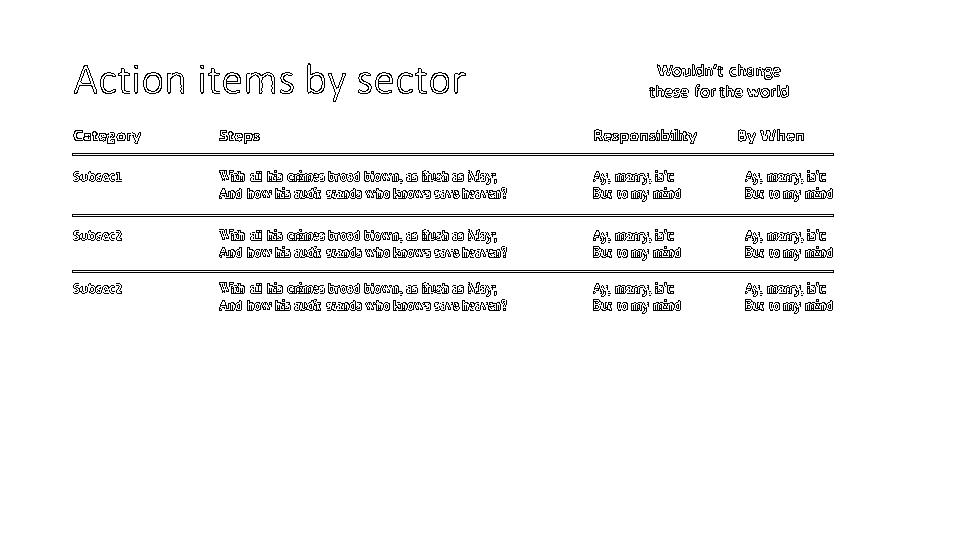 Action items by sector
Wouldn't change
these for the world
Category Steps Responsibility By When
Subsec1 With all his crimes broad blown, as flush as May; Ay, marry, is't: Ay, marry, is't:
And how his audit stands who knows save heaven? But to my mind But to my mind
Subsec2 With all his crimes broad blown, as flush as May; Ay, marry, is't: Ay, marry, is't:
And how his audit stands who knows save heaven? But to my mind But to my mind
Subsec2 With all his crimes broad blown, as flush as May; Ay, marry, is't: Ay, marry, is't:
And how his audit stands who knows save heaven? But to my mind But to my mind